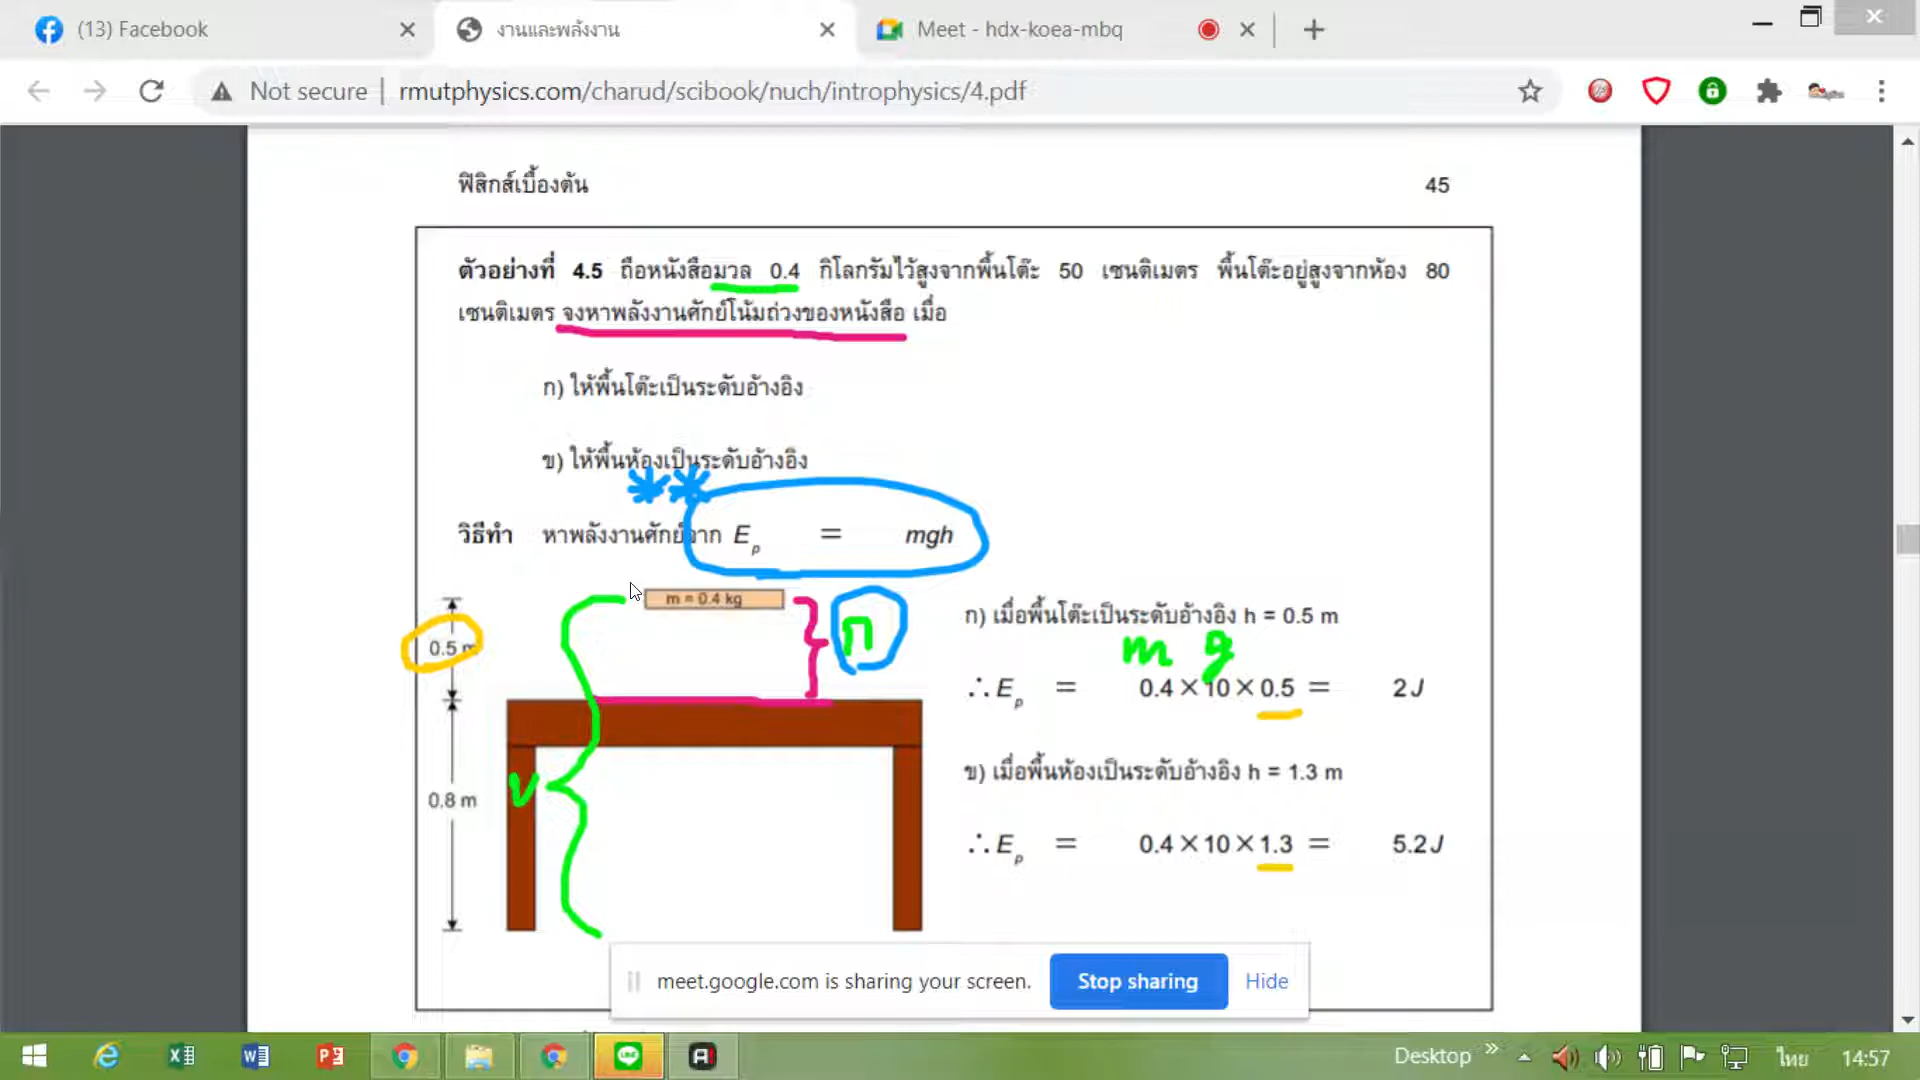 (13) Facebook
งานและพลังงาน
Meet - hdx-koea-mbq
Not secure | rmutphysics.com/charud/scibook/nuch/introphysics/4.pdf
ฟิสิกส์เบื้องต้น 45
ตัวอย่างที่ 4.5 ถือหนังสือมวล 0.4 กิโลกรัมไว้สูงจากพื้นโต๊ะ 50 เซนติเมตร พื้นโต๊ะอยู่สูงจากห้อง 80
เซนติเมตร จงหาพลังงานศักย์โน้มถ่วงของหนังสือ เมื่อ
ก) ให้พื้นโต๊ะเป็นระดับอ้างอิง
ข) ให้พื้นห้องเป็นระดับอ้างอิง
**
วิธีทำ หาพลังงานศักย์จาก Ep = mgh
m = 0.4 kg
ก
0.5 m
ก) เมื่อพื้นโต๊ะเป็นระดับอ้างอิง h = 0.5 m
m g
∴ Ep = 0.4 × 10 × 0.5 = 2 J
ข
0.8 m
ข) เมื่อพื้นห้องเป็นระดับอ้างอิง h = 1.3 m
∴ Ep = 0.4 × 10 × 1.3 = 5.2 J
meet.google.com is sharing your screen. Stop sharing Hide
Desktop » ไทย 14:57